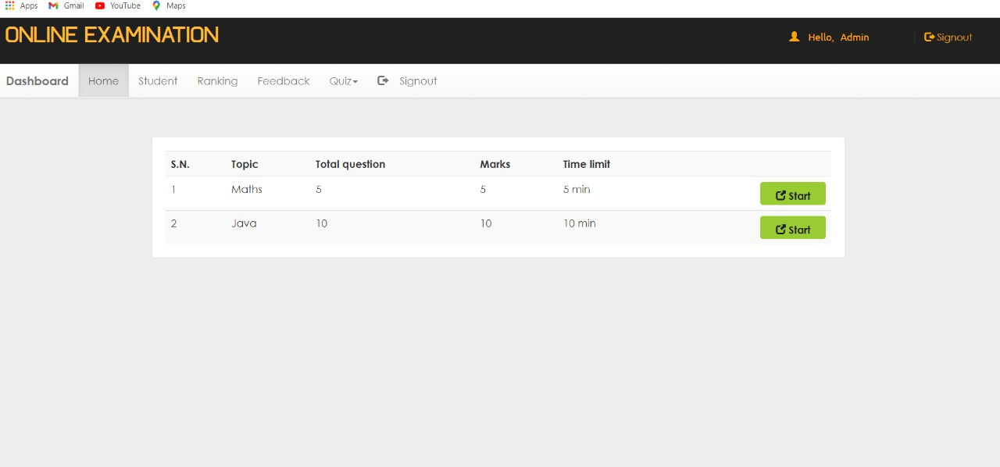 Apps Gmail YouTube Maps
ONLINE EXAMINATION Hello, Admin | Signout
Dashboard Home Student Ranking Feedback Quiz Signout
S.N. Topic Total question Marks Time limit
1 Maths 5 5 5 min Start
2 Java 10 10 10 min Start